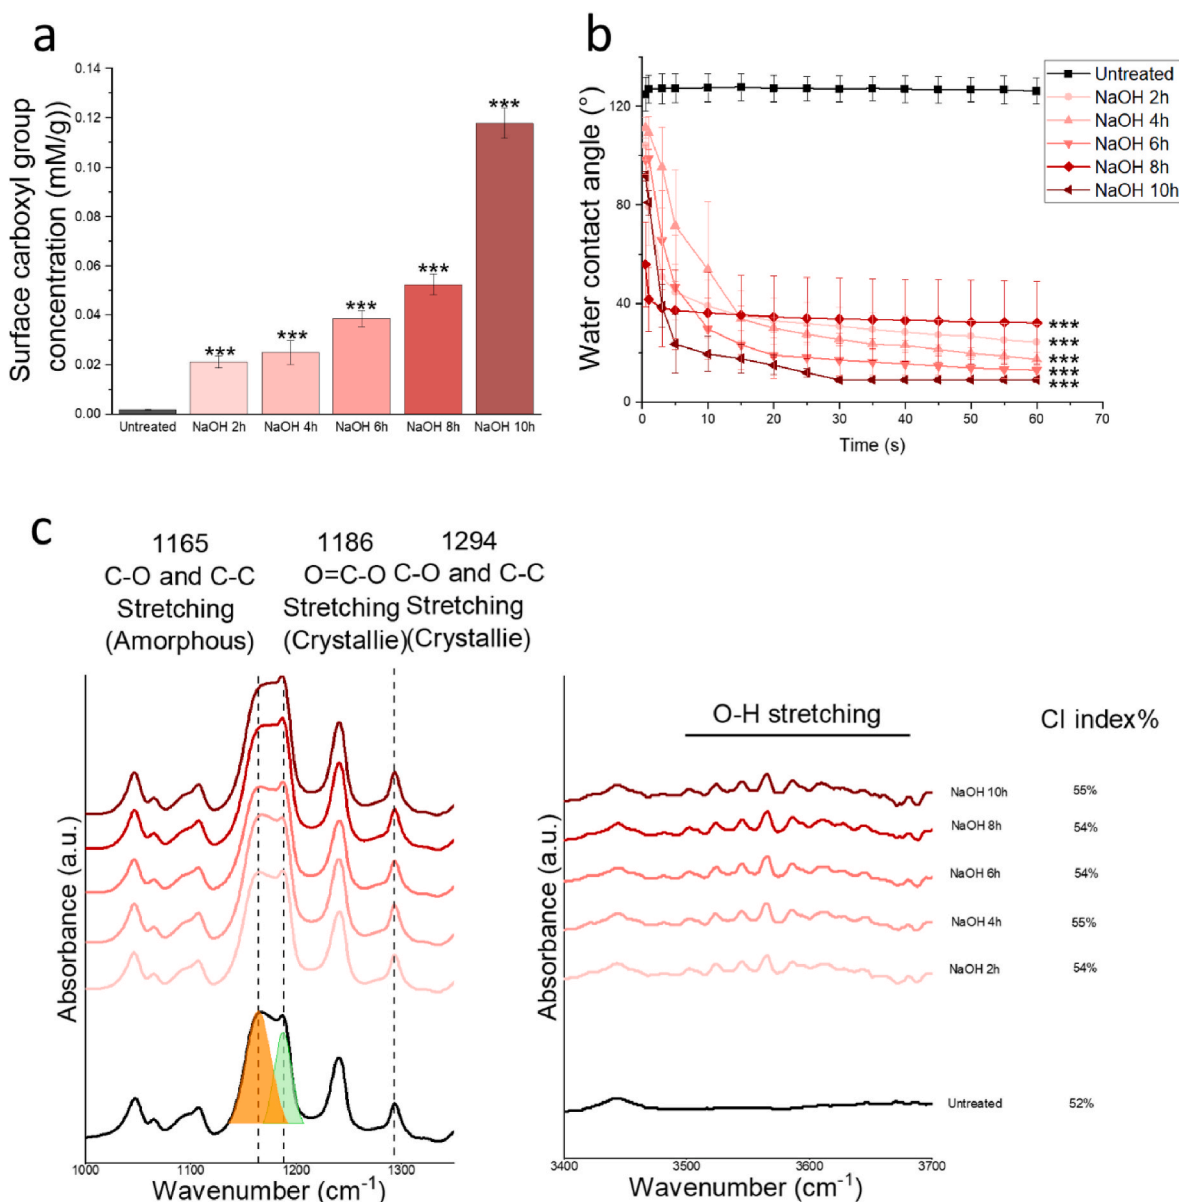 a
Surface carboxyl group
concentration (mM/g)
0.14
0.12
0.10
0.08
0.06
0.04
0.02
0.00
***
***
***
***
***
Untreated NaOH 2h NaOH 4h NaOH 6h NaOH 8h NaOH 10h
b
Water contact angle (°)
120
80
40
0
Untreated
NaOH 2h
NaOH 4h
NaOH 6h
NaOH 8h
NaOH 10h
***
***
***
***
***
0 10 20 30 40 50 60 70
Time (s)
c
1165
C-O and C-C
Stretching
(Amorphous)
1186
O=C-O
Stretching
(Crystallie)
1294
C-O and C-C
Stretching
(Crystallie)
Absorbance (a.u.)
1000 1100 1200 1300
Wavenumber (cm-1)
O-H stretching
CI index%
Absorbance (a.u.)
NaOH 10h 55%
NaOH 8h 54%
NaOH 6h 54%
NaOH 4h 55%
NaOH 2h 54%
Untreated 52%
3400 3500 3600 3700
Wavenumber (cm-1)